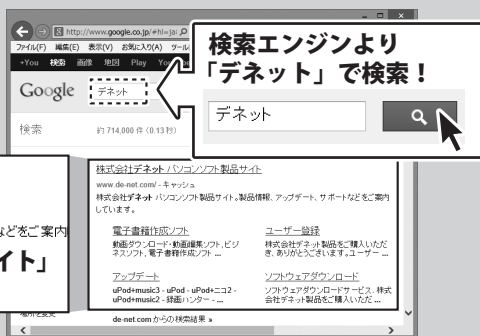 http://www.google.co.jp/#hl=ja:
ファイル(F) 編集(E) 表示(V) お気に入り(A) ツール
+You 検索 画像 地図 Play You
検索エンジンより
「デネット」で検索！
Google デネット
デネット
検索 約 714,000 件 (0.13 秒)
株式会社デネット パソコンソフト製品サイト
www.de-net.com/ - キャッシュ
株式会社デネット パソコンソフト製品サイト。製品情報、アップデート、サポートなどをご案内
しています。
などをご案内
イト」
電子書籍作成ソフト
動画ダウンロード・動画編集ソフト、ビジ
ネスソフト、電子書籍作成ソフト ...
ユーザー登録
株式会社デネット製品をご購入いただ
き、ありがとうございます。ユーザー ...
アップデート
uPod+music3 - uPod - uPod+ニコ2 -
uPod+music2 - 録画ハンター - ...
ソフトウェアダウンロード
ソフトウェアダウンロードサービス. 株式
会社デネット製品をご購入いただ ...
場所を変更
de-net.com からの検索結果 »